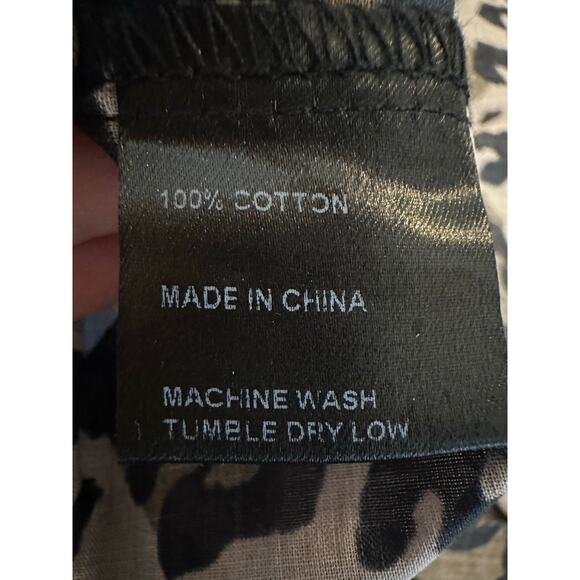 100% COTTON
MADE IN CHINA
MACHINE WASH
TUMBLE DRY LOW